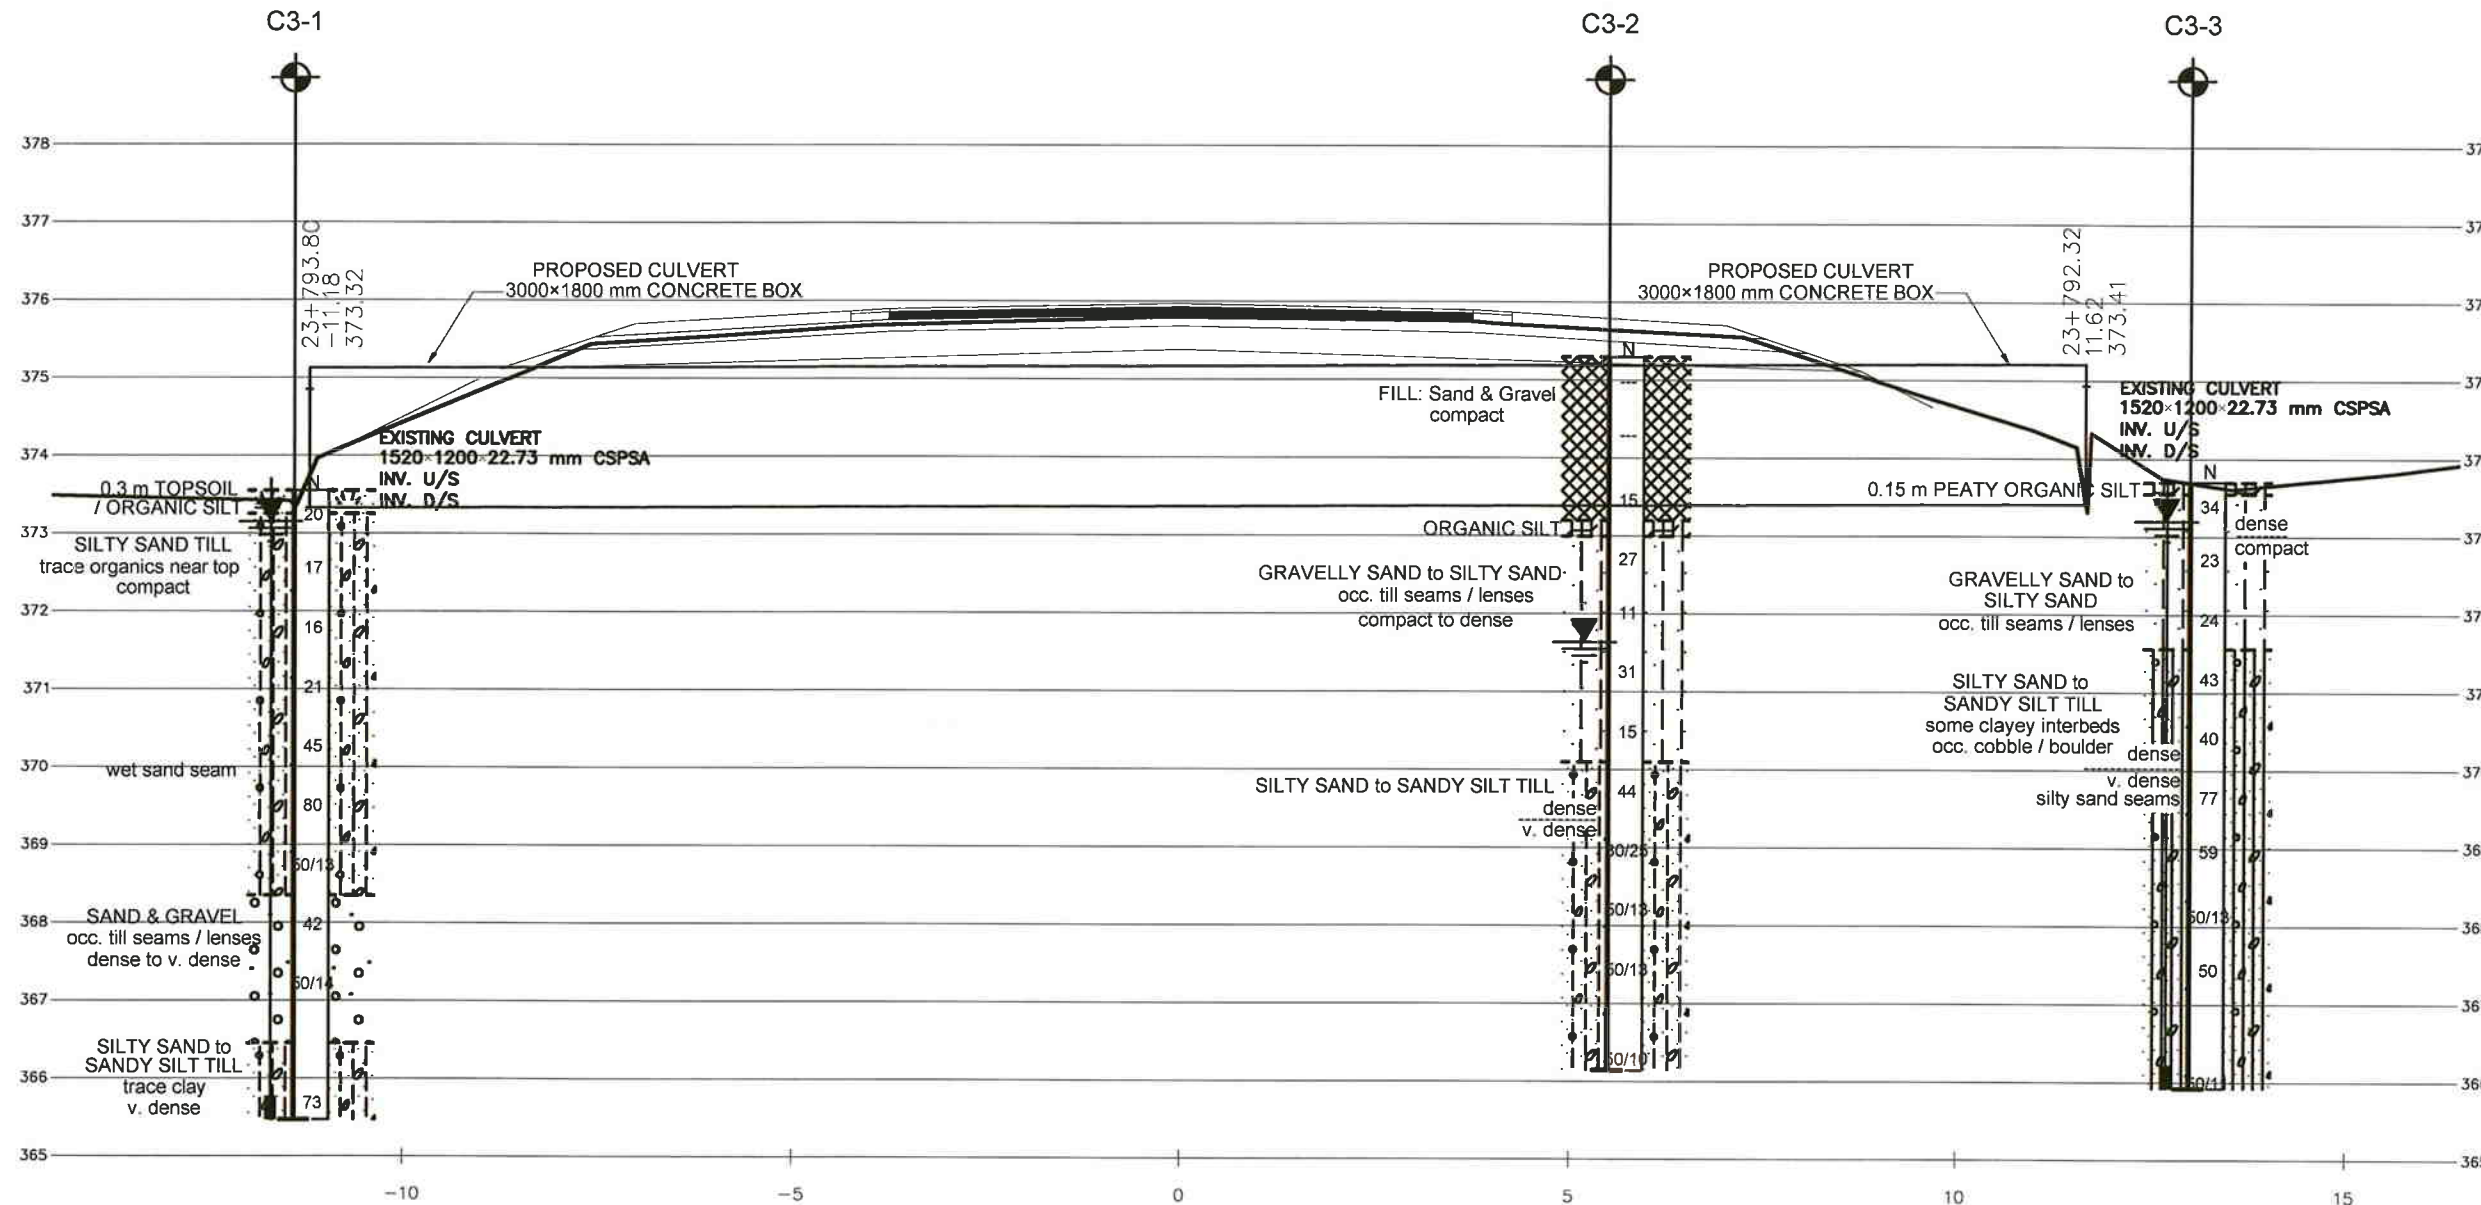 C3-1
C3-2
C3-3
378
377
376
375
374
373
372
371
370
369
368
367
366
365
23+793.80
-11.18
373.32
PROPOSED CULVERT
3000×1800 mm CONCRETE BOX
EXISTING CULVERT
1520×1200×22.73 mm CSPSA
INV. U/S
INV. D/S
0.3 m TOPSOIL
/ ORGANIC SILT
SILTY SAND TILL
trace organics near top
compact
wet sand seam
SAND & GRAVEL
occ. till seams / lenses
dense to v. dense
SILTY SAND to
SANDY SILT TILL
trace clay
v. dense
N
20
17
16
21
45
80
50/13
42
50/14
73
PROPOSED CULVERT
3000×1800 mm CONCRETE BOX
FILL: Sand & Gravel
compact
ORGANIC SILT
GRAVELLY SAND to SILTY SAND
occ. till seams / lenses
compact to dense
SILTY SAND to SANDY SILT TILL
dense
v. dense
N
---
---
15
27
11
31
15
44
50/13
50/13
50/10
23+792.32
11.62
373.41
EXISTING CULVERT
1520×1200×22.73 mm CSPSA
INV. U/S
INV. D/S
0.15 m PEATY ORGANIC SILT
dense
compact
GRAVELLY SAND to
SILTY SAND
occ. till seams / lenses
SILTY SAND to
SANDY SILT TILL
some clayey interbeds
occ. cobble / boulder
dense
v. dense
silty sand seams
N
34
23
24
43
40
77
59
50/13
50
-10
-5
0
5
10
15